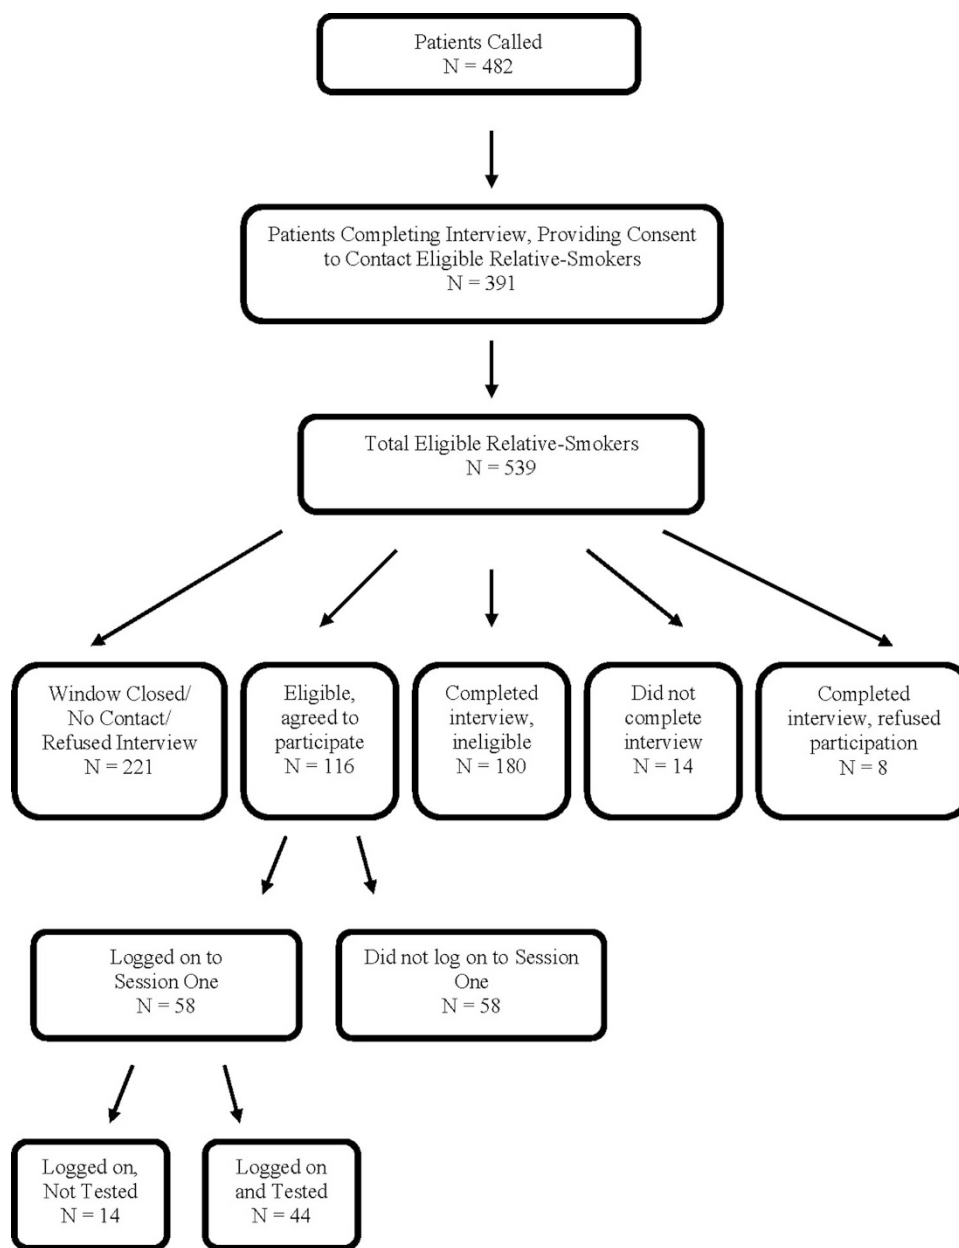 Patients Called
N = 482
Patients Completing Interview, Providing Consent
to Contact Eligible Relative-Smokers
N = 391
Total Eligible Relative-Smokers
N = 539
Window Closed/
No Contact/
Refused Interview
N = 221
Eligible,
agreed to
participate
N = 116
Completed
interview,
ineligible
N = 180
Did not
complete
interview
N = 14
Completed
interview, refused
participation
N = 8
Logged on to
Session One
N = 58
Did not log on to Session
One
N = 58
Logged on,
Not Tested
N = 14
Logged on
and Tested
N = 44